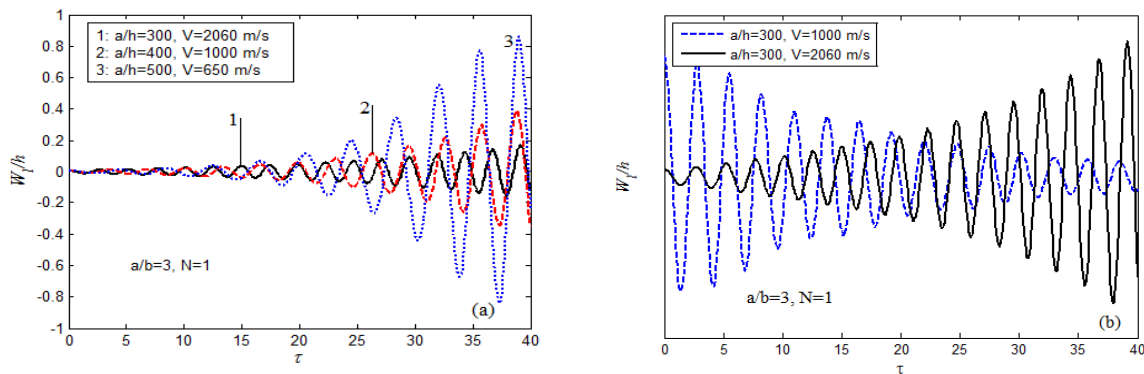 1
0.8
0.6
0.4
0.2
0
-0.2
-0.4
-0.6
-0.8
-1
W₁/h
1: a/h=300, V=2060 m/s
2: a/h=400, V=1000 m/s
3: a/h=500, V=650 m/s
1
2
3
a/b=3, N=1
(a)
0 5 10 15 20 25 30 35 40
τ
W₁/h
a/h=300, V=1000 m/s
a/h=300, V=2060 m/s
a/b=3, N=1
(b)
0 5 10 15 20 25 30 35 40
τ